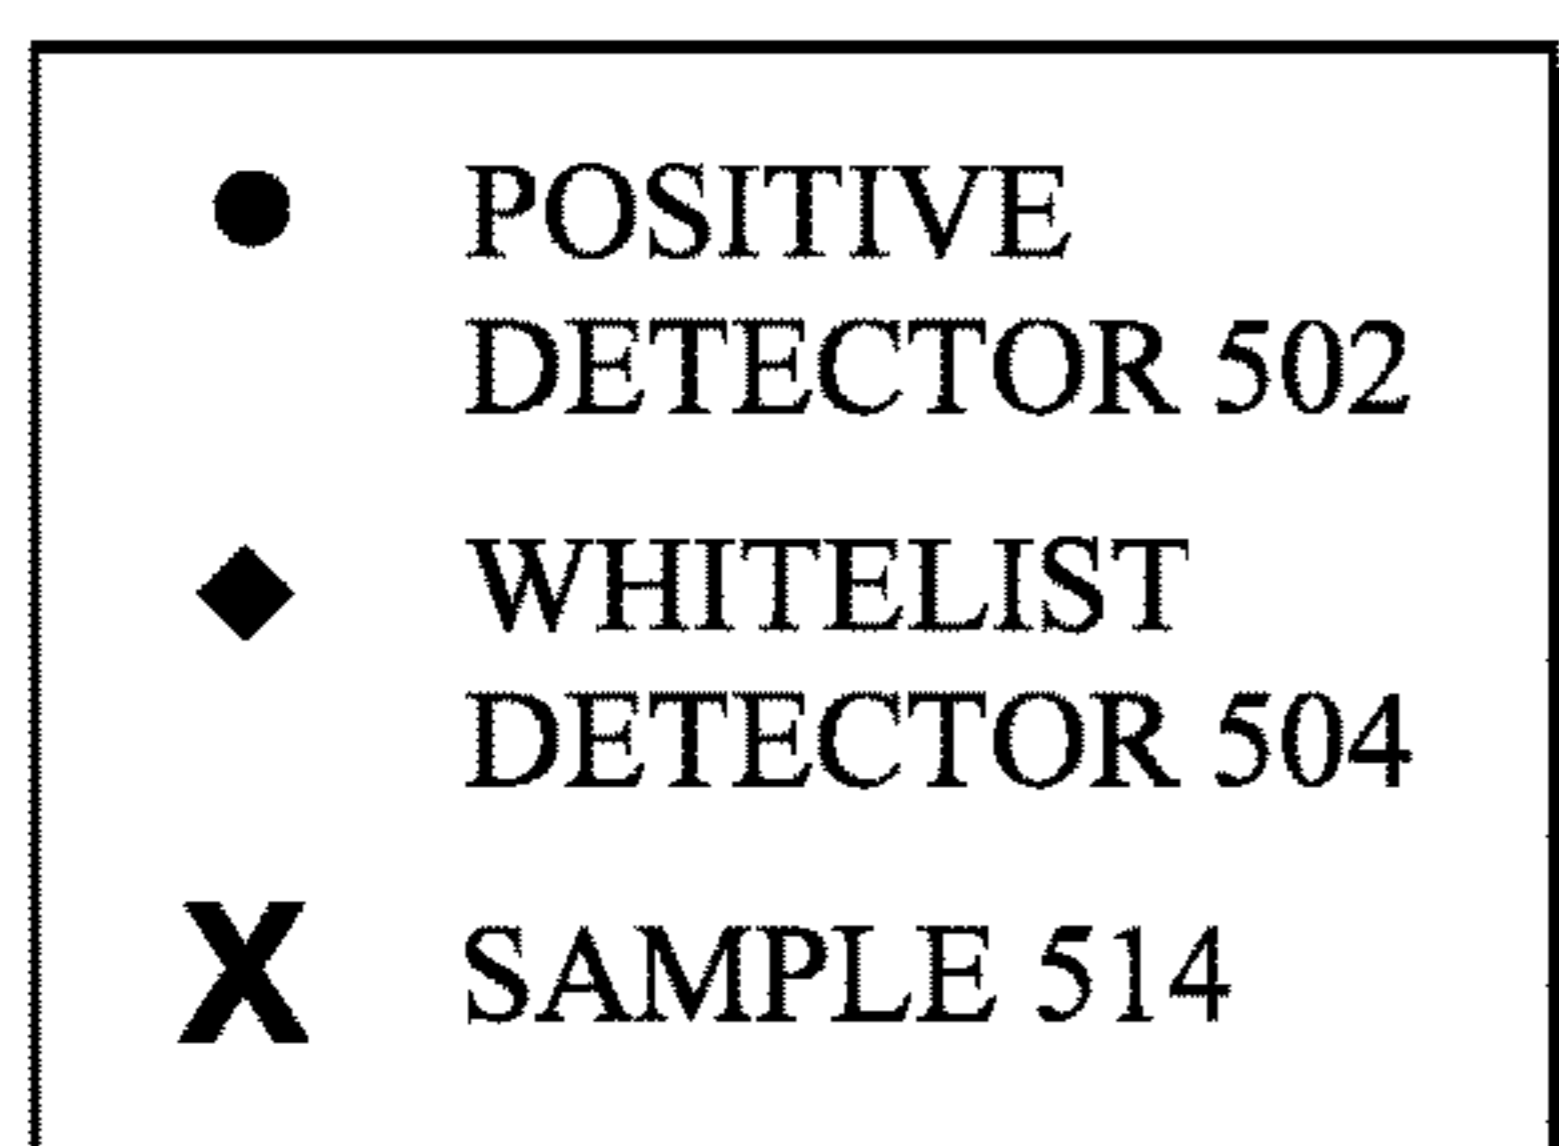 POSITIVE
DETECTOR 502
WHITELIST
DETECTOR 504
X SAMPLE 514